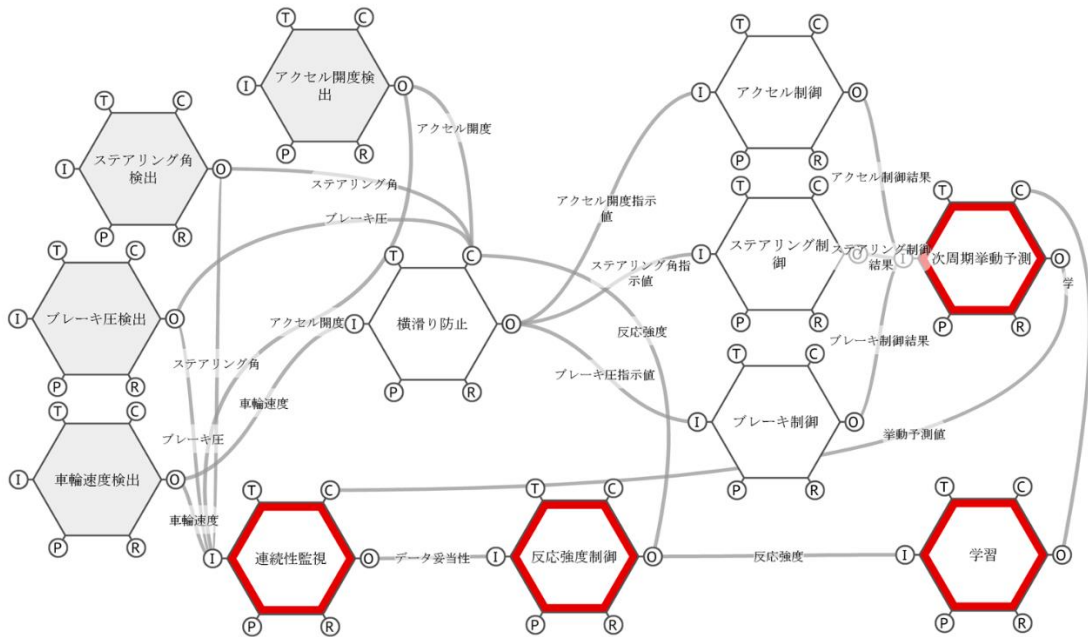 T
C
I
アクセル開度検
出
O
P
R
T
C
I
ステアリング角
検出
O
P
R
T
C
I
ブレーキ圧検出
O
P
R
T
C
I
車輪速度検出
O
P
R
アクセル開度
ステアリング角
ブレーキ圧
アクセル開度
車輪速度
ステアリング角
ブレーキ圧
車輪速度
T
C
I
横滑り防止
O
P
R
アクセル開度指示
値
ステアリング角指
示値
ブレーキ圧指示値
反応強度
T
C
I
アクセル制御
O
P
R
T
C
I
ステアリング制
御
O
P
R
T
C
I
ブレーキ制御
O
P
R
アクセル制御結果
ステアリング制御
結果
ブレーキ制御結果
T
C
I
次周期挙動予測
O
P
R
学
挙動予測値
T
C
I
連続性監視
O
P
R
データ妥当性
T
C
I
反応強度制御
O
P
R
反応強度
T
C
I
学習
O
P
R